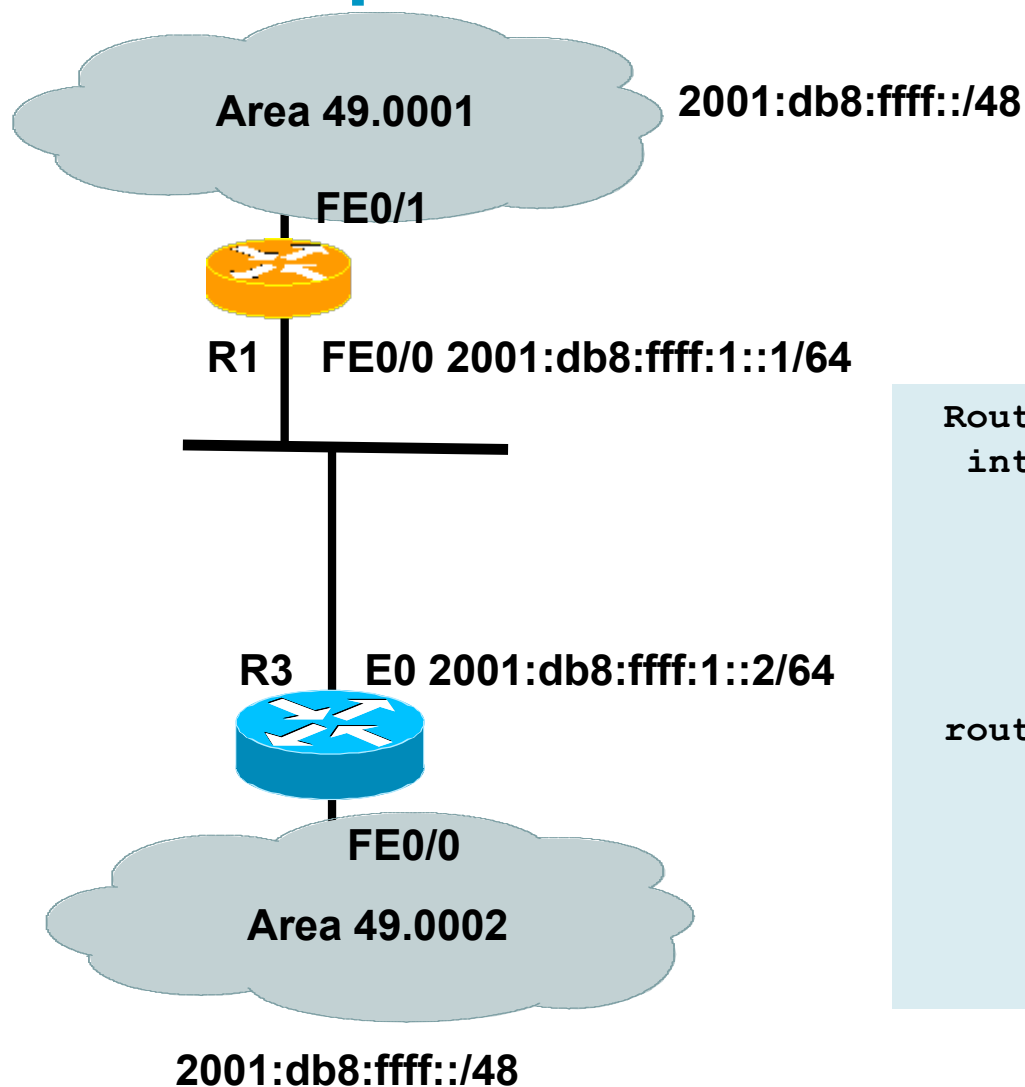 Area 49.0001
2001:db8:ffff::/48
FE0/1
R1 FE0/0 2001:db8:ffff:1::1/64
Rout
int
R3 E0 2001:db8:ffff:1::2/64
rout
FE0/0
Area 49.0002
2001:db8:ffff::/48